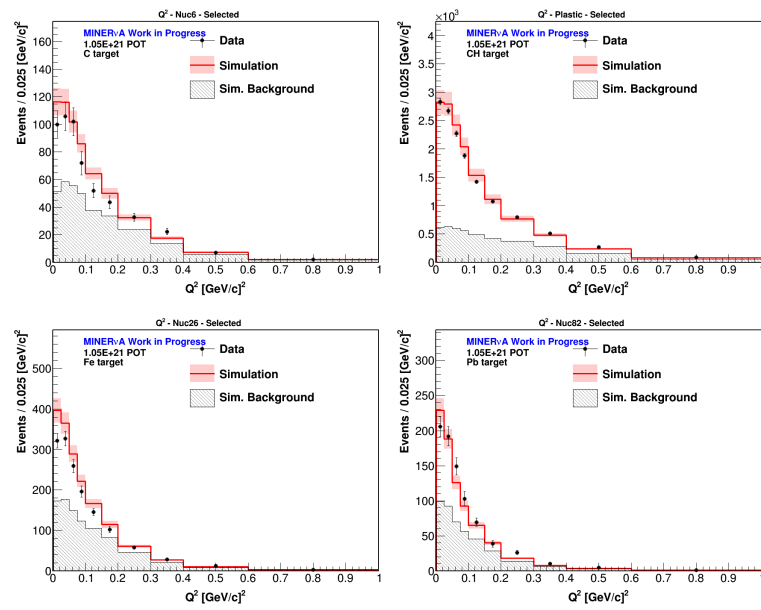 Q² - Nuc6 - Selected
MINERνA Work in Progress
1.05E+21 POT
C target
Data
Simulation
Sim. Background
Events / 0.025 [GeV/c]²
160
140
120
100
80
60
40
20
0
0 0.1 0.2 0.3 0.4 0.5 0.6 0.7 0.8 0.9 1
Q² [GeV/c]²
Q² - Plastic - Selected
×10³
MINERνA Work in Progress
1.05E+21 POT
CH target
Data
Simulation
Sim. Background
Events / 0.025 [GeV/c]²
4
3.5
3
2.5
2
1.5
1
0.5
0
0 0.1 0.2 0.3 0.4 0.5 0.6 0.7 0.8 0.9 1
Q² [GeV/c]²
Q² - Nuc26 - Selected
MINERνA Work in Progress
1.05E+21 POT
Fe target
Data
Simulation
Sim. Background
Events / 0.025 [GeV/c]²
500
400
300
200
100
0
0 0.1 0.2 0.3 0.4 0.5 0.6 0.7 0.8 0.9 1
Q² [GeV/c]²
Q² - Nuc82 - Selected
MINERνA Work in Progress
1.05E+21 POT
Pb target
Data
Simulation
Sim. Background
Events / 0.025 [GeV/c]²
300
250
200
150
100
50
0
0 0.1 0.2 0.3 0.4 0.5 0.6 0.7 0.8 0.9 1
Q² [GeV/c]²